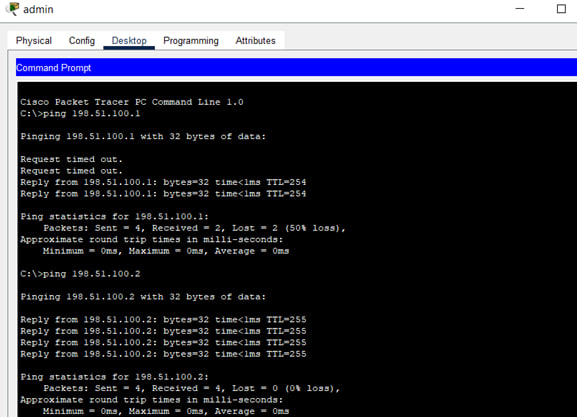 admin
Physical Config Desktop Programming Attributes
Command Prompt
Cisco Packet Tracer PC Command Line 1.0
C:\>ping 198.51.100.1
Pinging 198.51.100.1 with 32 bytes of data:
Request timed out.
Request timed out.
Reply from 198.51.100.1: bytes=32 time<1ms TTL=254
Reply from 198.51.100.1: bytes=32 time<1ms TTL=254
Ping statistics for 198.51.100.1:
Packets: Sent = 4, Received = 2, Lost = 2 (50% loss),
Approximate round trip times in milli-seconds:
Minimum = 0ms, Maximum = 0ms, Average = 0ms
C:\>ping 198.51.100.2
Pinging 198.51.100.2 with 32 bytes of data:
Reply from 198.51.100.2: bytes=32 time<1ms TTL=255
Reply from 198.51.100.2: bytes=32 time<1ms TTL=255
Reply from 198.51.100.2: bytes=32 time<1ms TTL=255
Reply from 198.51.100.2: bytes=32 time<1ms TTL=255
Ping statistics for 198.51.100.2:
Packets: Sent = 4, Received = 4, Lost = 0 (0% loss),
Approximate round trip times in milli-seconds:
Minimum = 0ms, Maximum = 0ms, Average = 0ms